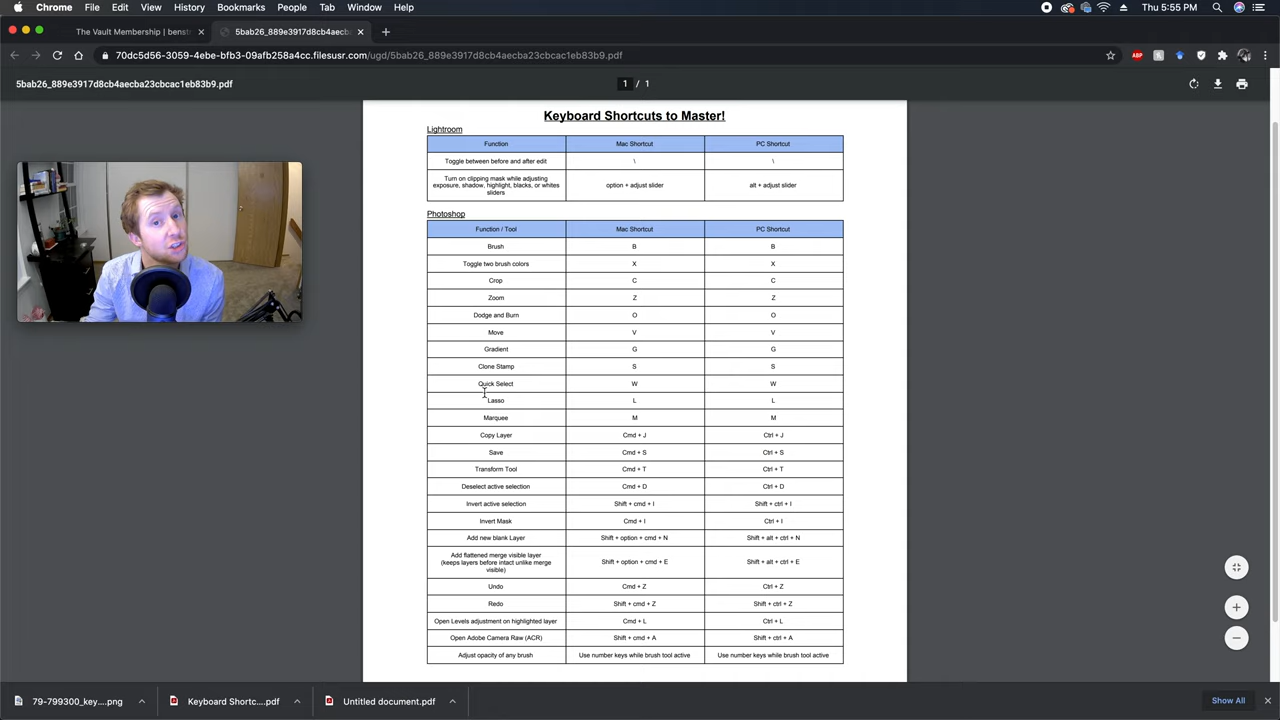 Chrome File Edit View History Bookmarks People Tab Window Help Thu 5:55 PM
The Vault Membership | benst × 5bab26_889e3917d8cb4aecba23cb × +
70dc5d56-3059-4ebe-bfb3-09afb258a4cc.filesusr.com/ugd/5bab26_889e3917d8cb4aecba23cbcac1eb83b9.pdf ABP
5bab26_889e3917d8cb4aecba23cbcac1eb83b9.pdf 1 / 1
Keyboard Shortcuts to Master!
Lightroom
Function Mac Shortcut PC Shortcut
Toggle between before and after edit \ \
Turn on clipping mask while adjusting
exposure, shadow, highlight, blacks, or whites option + adjust slider alt + adjust slider
sliders
Photoshop
Function / Tool Mac Shortcut PC Shortcut
Brush B B
Toggle two brush colors X X
Crop C C
Zoom Z Z
Dodge and Burn O O
Move V V
Gradient G G
Clone Stamp S S
Quick Select W W
Lasso L L
Marquee M M
Copy Layer Cmd + J Ctrl + J
Save Cmd + S Ctrl + S
Transform Tool Cmd + T Ctrl + T
Deselect active selection Cmd + D Ctrl + D
Invert active selection Shift + cmd + I Shift + ctrl + I
Invert Mask Cmd + I Ctrl + I
Add new blank Layer Shift + option + cmd + N Shift + alt + ctrl + N
Add flattened merge visible layer
(keeps layers before intact unlike merge Shift + option + cmd + E Shift + alt + ctrl + E
visible)
Undo Cmd + Z Ctrl + Z
Redo Shift + cmd + Z Shift + ctrl + Z
Open Levels adjustment on highlighted layer Cmd + L Ctrl + L
Open Adobe Camera Raw (ACR) Shift + cmd + A Shift + ctrl + A
Adjust opacity of any brush Use number keys while brush tool active Use number keys while brush tool active
79-799300_key....png Keyboard Shortc....pdf Untitled document.pdf Show All